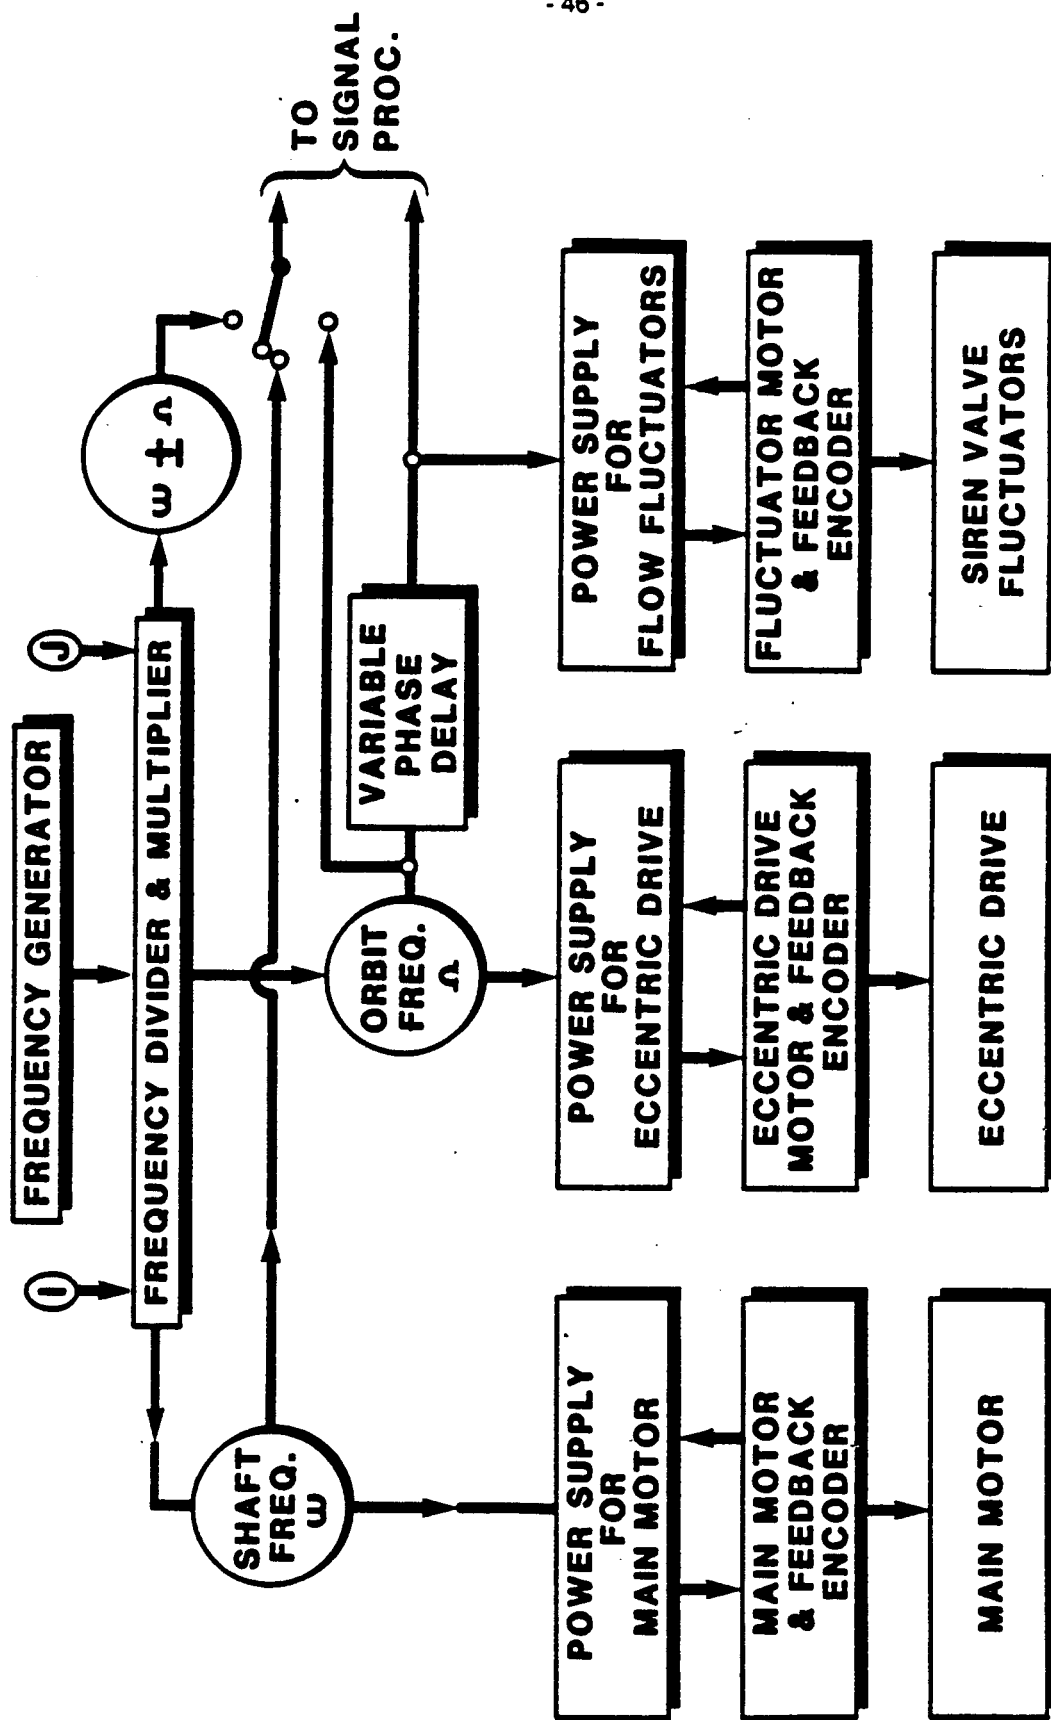 - 46 -
FREQUENCY GENERATOR
I
J
FREQUENCY DIVIDER & MULTIPLIER
ω ± Ω
SHAFT
FREQ.
ω
ORBIT
FREQ.
Ω
VARIABLE
PHASE
DELAY
TO
SIGNAL
PROC.
POWER SUPPLY
FOR
MAIN MOTOR
POWER SUPPLY
FOR
ECCENTRIC DRIVE
POWER SUPPLY
FOR
FLOW FLUCTUATORS
MAIN MOTOR
& FEEDBACK
ENCODER
ECCENTRIC DRIVE
MOTOR & FEEDBACK
ENCODER
FLUCTUATOR MOTOR
& FEEDBACK
ENCODER
MAIN MOTOR
ECCENTRIC DRIVE
SIREN VALVE
FLUCTUATORS